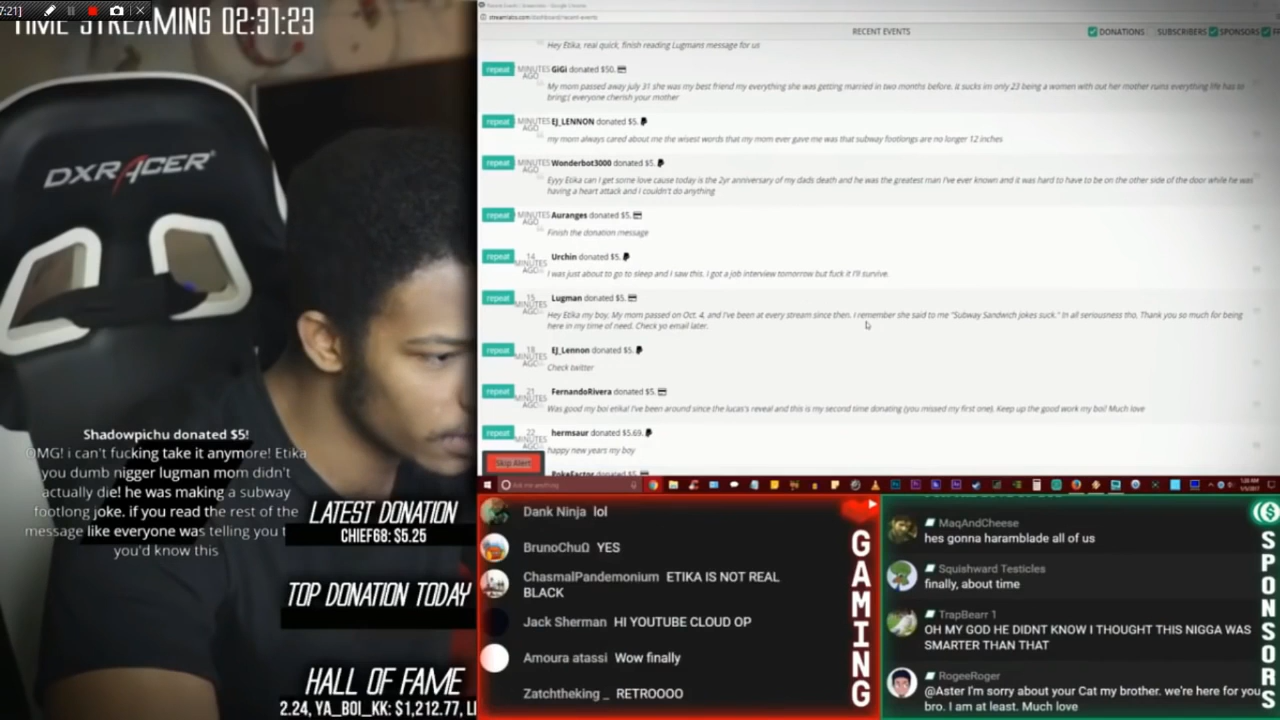 7:21]
TIME STREAMING 02:31:23
DXRACER
Shadowpichu donated $5!
OMG! i can't fucking take it anymore! Etika
you dumb nigger lugman mom didn't
actually die! he was making a subway
footlong joke. if you read the rest of the
message like everyone was telling you t
you'd know this
LATEST DONATION
CHIEF68: $5.25
TOP DONATION TODAY
HALL OF FAME
2.24, YA_BOI_KK: $1,212.77, LI
streamlabs.com/dashboard/recent-events
RECENT EVENTS
DONATIONS
SUBSCRIBERS
SPONSORS
Hey Etika, real quick, finish reading Lugmans message for us
repeat
MINUTES AGO
GiGi donated $50.
My mom passed away july 31 she was my best friend my everything she was getting married in two months before. It sucks im only 23 being a women with out her mother ruins everything life has to
bring:( everyone cherish your mother
repeat
MINUTES AGO
EJ_LENNON donated $5.
my mom always cared about me the wisest words that my mom ever gave me was that subway footlongs are no longer 12 inches
repeat
MINUTES AGO
Wonderbot3000 donated $5.
Eyyy Etika can I get some love cause today is the 2yr anniversary of my dads death and he was the greatest man I've ever known and it was hard to have to be on the other side of the door while he was
having a heart attack and I couldn't do anything
repeat
MINUTES AGO
Auranges donated $5.
Finish the donation message
repeat
14 MINUTES AGO
Urchin donated $5.
I was just about to go to sleep and I saw this. I got a job interview tomorrow but fuck it I'll survive.
repeat
15 MINUTES AGO
Lugman donated $5.
Hey Etika my boy. My mom passed on Oct. 4, and I've been at every stream since then. I remember she said to me "Subway Sandwich jokes suck." In all seriousness tho. Thank you so much for being
here in my time of need. Check yo email later.
repeat
18 MINUTES AGO
EJ_Lennon donated $5.
Check twitter
repeat
21 MINUTES AGO
FernandoRivera donated $5.
Was good my boi etika! I've been around since the lucas's reveal and this is my second time donating (you missed my first one). Keep up the good work my boi! Much love
repeat
22 MINUTES AGO
hermsaur donated $5.69.
happy new years my boy
Skip Alert
PokeFactor donated $5.
Ask me anything
Dank Ninja lol
BrunoChuΩ YES
ChasmalPandemonium ETIKA IS NOT REAL
BLACK
Jack Sherman HI YOUTUBE CLOUD OP
Amoura atassi Wow finally
Zatchtheking _ RETROOOO
GAMING
MaqAndCheese
hes gonna haramblade all of us
Squishward Testicles
finally, about time
TrapBearr 1
OH MY GOD HE DIDNT KNOW I THOUGHT THIS NIGGA WAS
SMARTER THAN THAT
RogeeRoger
@Aster I'm sorry about your Cat my brother. we're here for you
bro. I am at least. Much love
SPONSORS